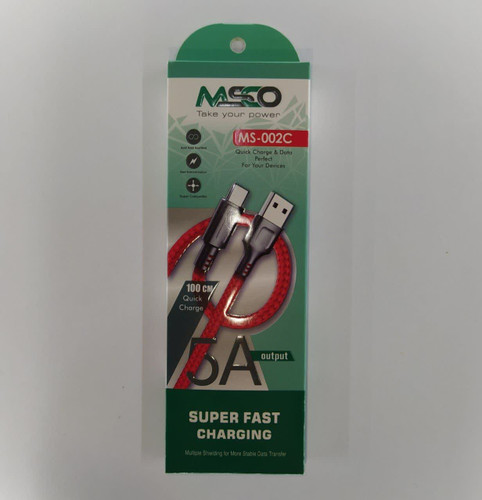 MSCO
Take your power
MS-002C
Quick Charge & Data
Perfect
For Your Devices
100 CM
Quick
Charge
5A
output
SUPER FAST
CHARGING
Multiple Shielding for More Stable Data Transfer